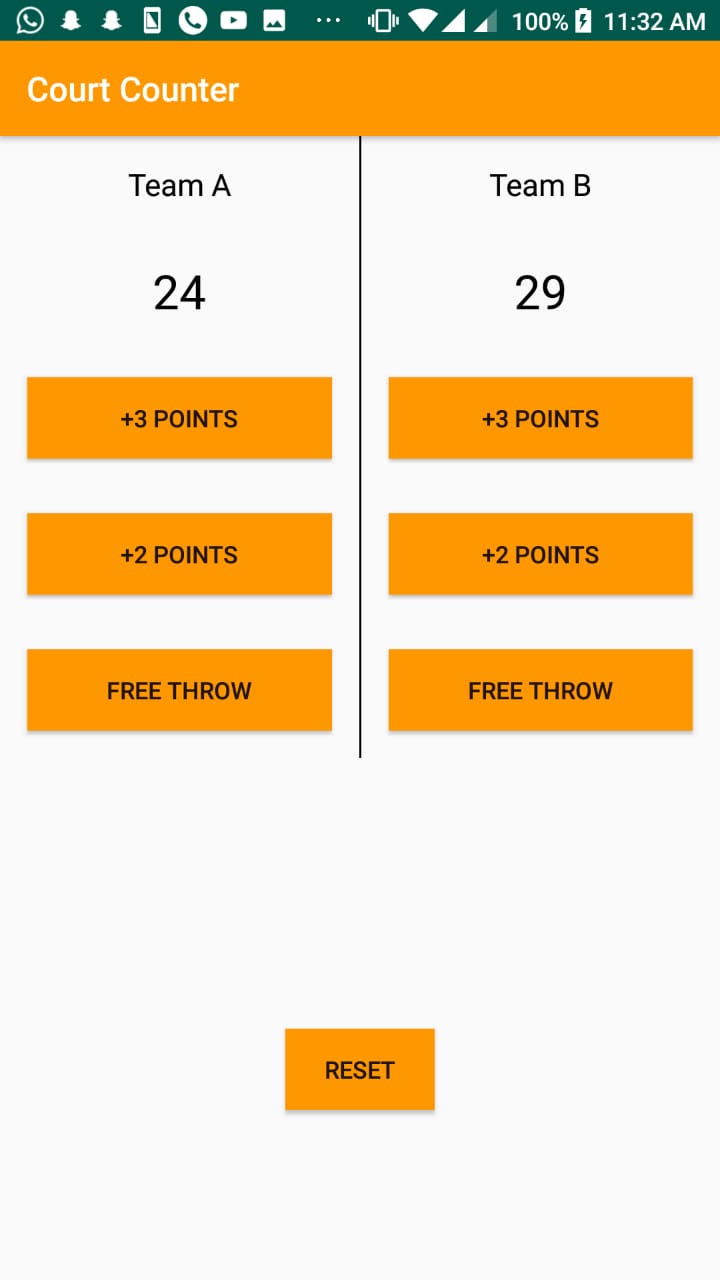 100% 11:32 AM
Court Counter
Team A
Team B
24
29
+3 POINTS
+3 POINTS
+2 POINTS
+2 POINTS
FREE THROW
FREE THROW
RESET